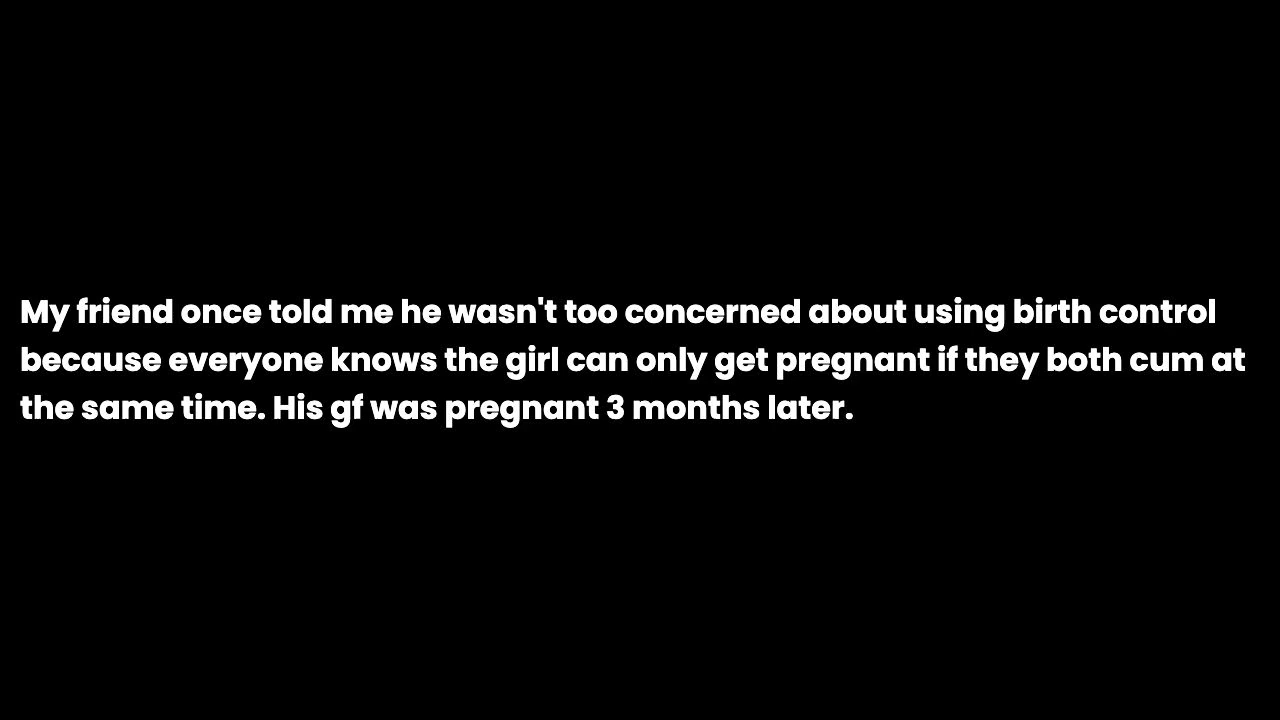 My friend once told me he wasn't too concerned about using birth control
because everyone knows the girl can only get pregnant if they both cum at
the same time. His gf was pregnant 3 months later.